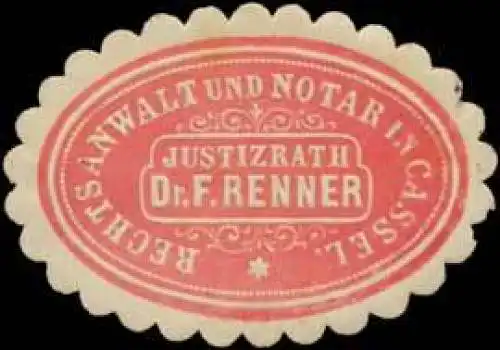 RECHTSANWALT UND NOTAR IN CASSEL.
JUSTIZRATH
Dr. F. RENNER